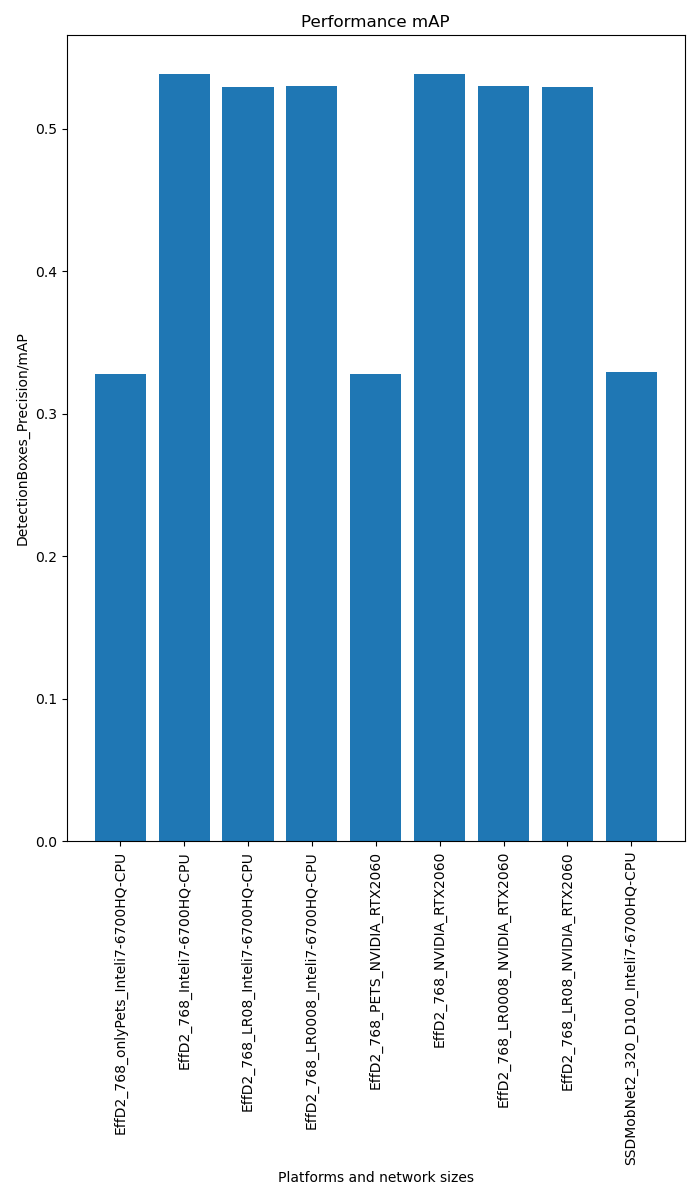 Performance mAP
DetectionBoxes_Precision/mAP
0.5
0.4
0.3
0.2
0.1
0.0
EffD2_768_onlyPets_Inteli7-6700HQ-CPU
EffD2_768_Inteli7-6700HQ-CPU
EffD2_768_LR08_Inteli7-6700HQ-CPU
EffD2_768_LR0008_Inteli7-6700HQ-CPU
EffD2_768_PETS_NVIDIA_RTX2060
EffD2_768_NVIDIA_RTX2060
EffD2_768_LR0008_NVIDIA_RTX2060
EffD2_768_LR08_NVIDIA_RTX2060
SSDMobNet2_320_D100_Inteli7-6700HQ-CPU
Platforms and network sizes